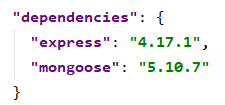 "dependencies": {
"express": "4.17.1",
"mongoose": "5.10.7"
}